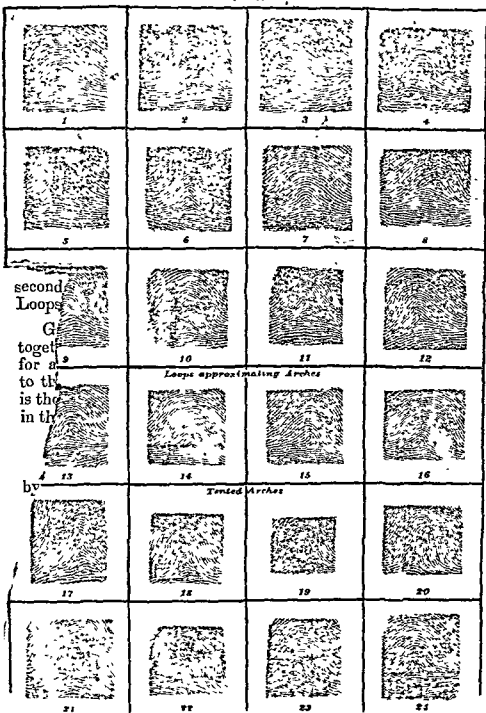 1 2 3 4
5 6 7 8
second
Loops
9 10 11 12
G
toget
for a
to th
is the
in th
Loops approximating Arches
13 14 15 16
by
Tented Arches
17 18 19 20
21 22 23